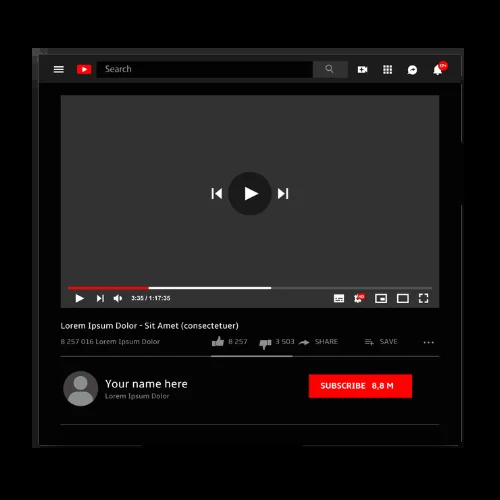 Search
3:35 / 1:17:35
Lorem Ipsum Dolor - Sit Amet (consectetuer)
8 257 016 Lorem Ipsum Dolor 8 257 3 503 SHARE SAVE
Your name here
Lorem Ipsum Dolor
SUBSCRIBE 8,8 M